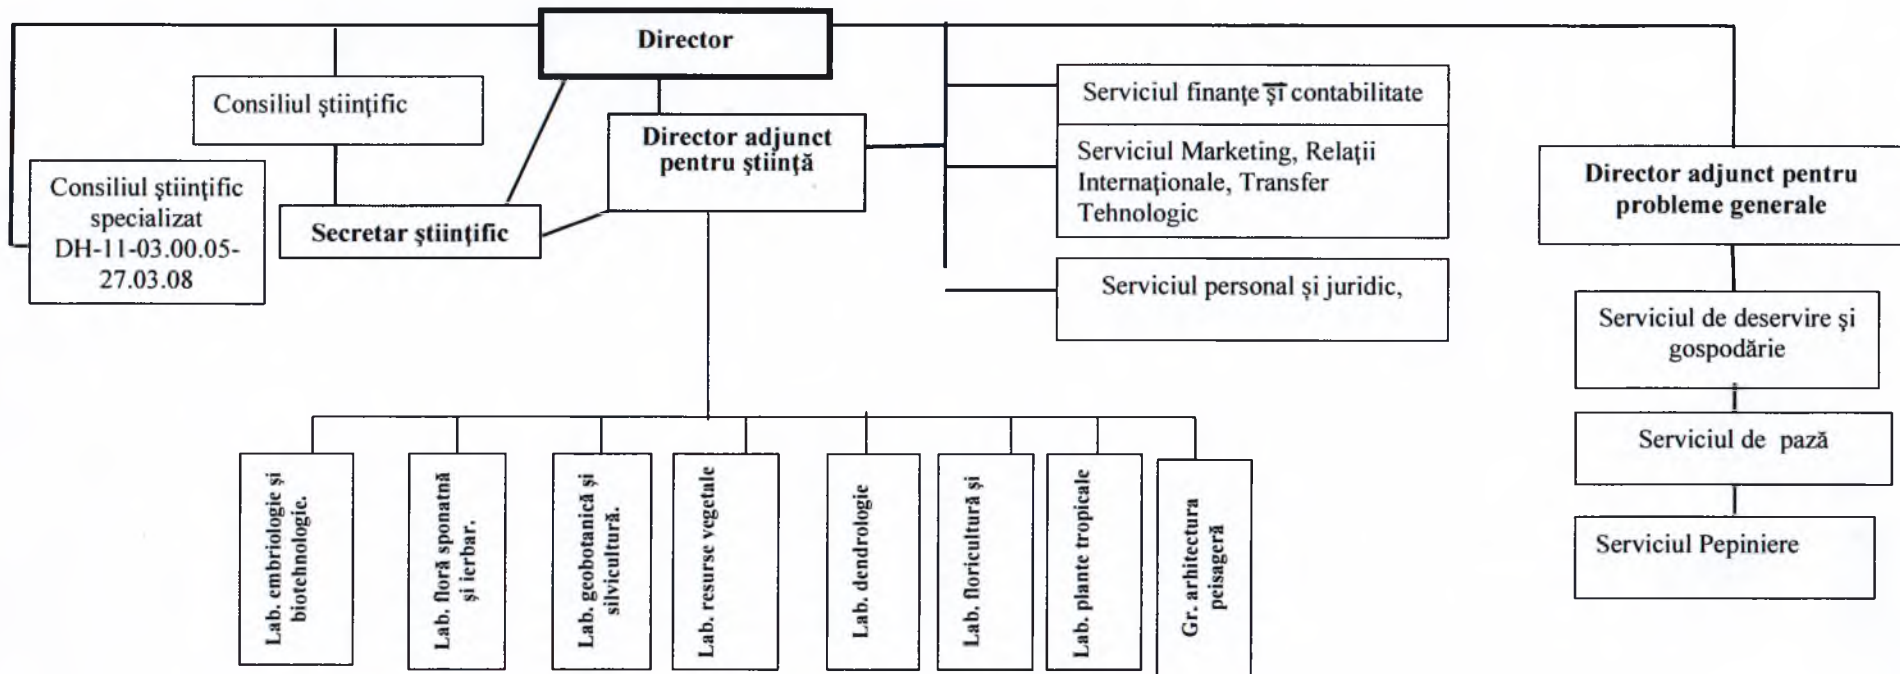 Director
Consiliul ştiinţific
Director adjunct
pentru ştiinţă
Secretar ştiinţific
Consiliul ştiinţific
specializat
DH-11-03.00.05-
27.03.08
Serviciul finanţe şi contabilitate
Serviciul Marketing, Relaţii
Internaţionale, Transfer
Tehnologic
Serviciul personal şi juridic,
Director adjunct pentru
probleme generale
Serviciul de deservire şi
gospodărie
Serviciul de pază
Serviciul Pepiniere
Lab. embriologie şi
biotehnologie.
Lab. floră sponatnă
şi ierbar.
Lab. geobotanică şi
silvicultură.
Lab. resurse vegetale
Lab. dendrologie
Lab. floricultură şi
Lab. plante tropicale
Gr. arhitectura
peisageră